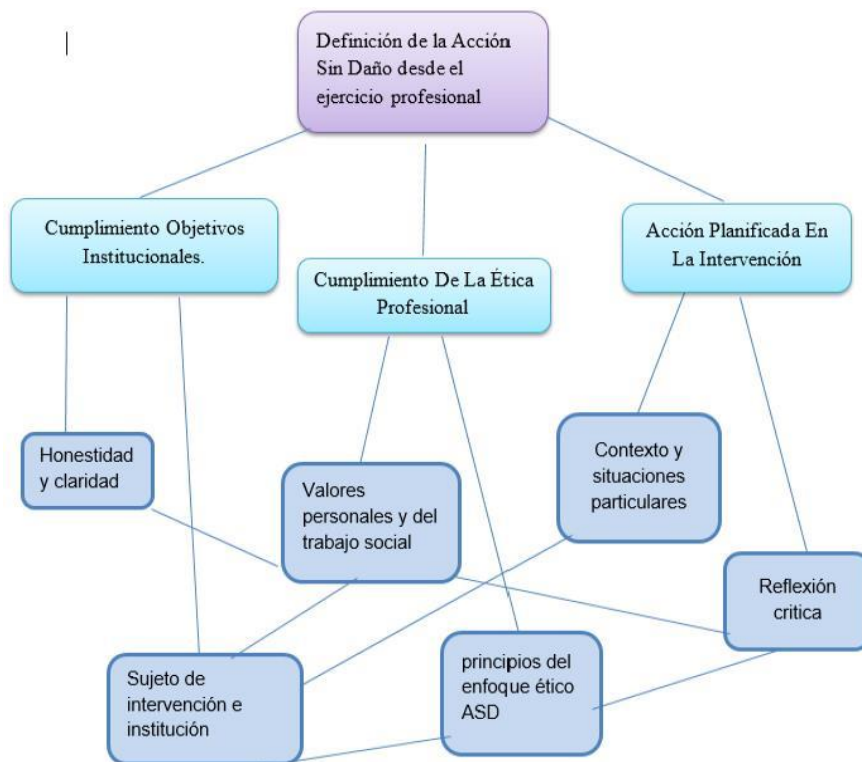 Definición de la Acción
Sin Daño desde el
ejercicio profesional
Cumplimiento Objetivos
Institucionales.
Cumplimiento De La Ética
Profesional
Acción Planificada En
La Intervención
Honestidad
y claridad
Valores
personales y del
trabajo social
Contexto y
situaciones
particulares
Reflexión
critica
Sujeto de
intervención e
institución
principios del
enfoque ético
ASD